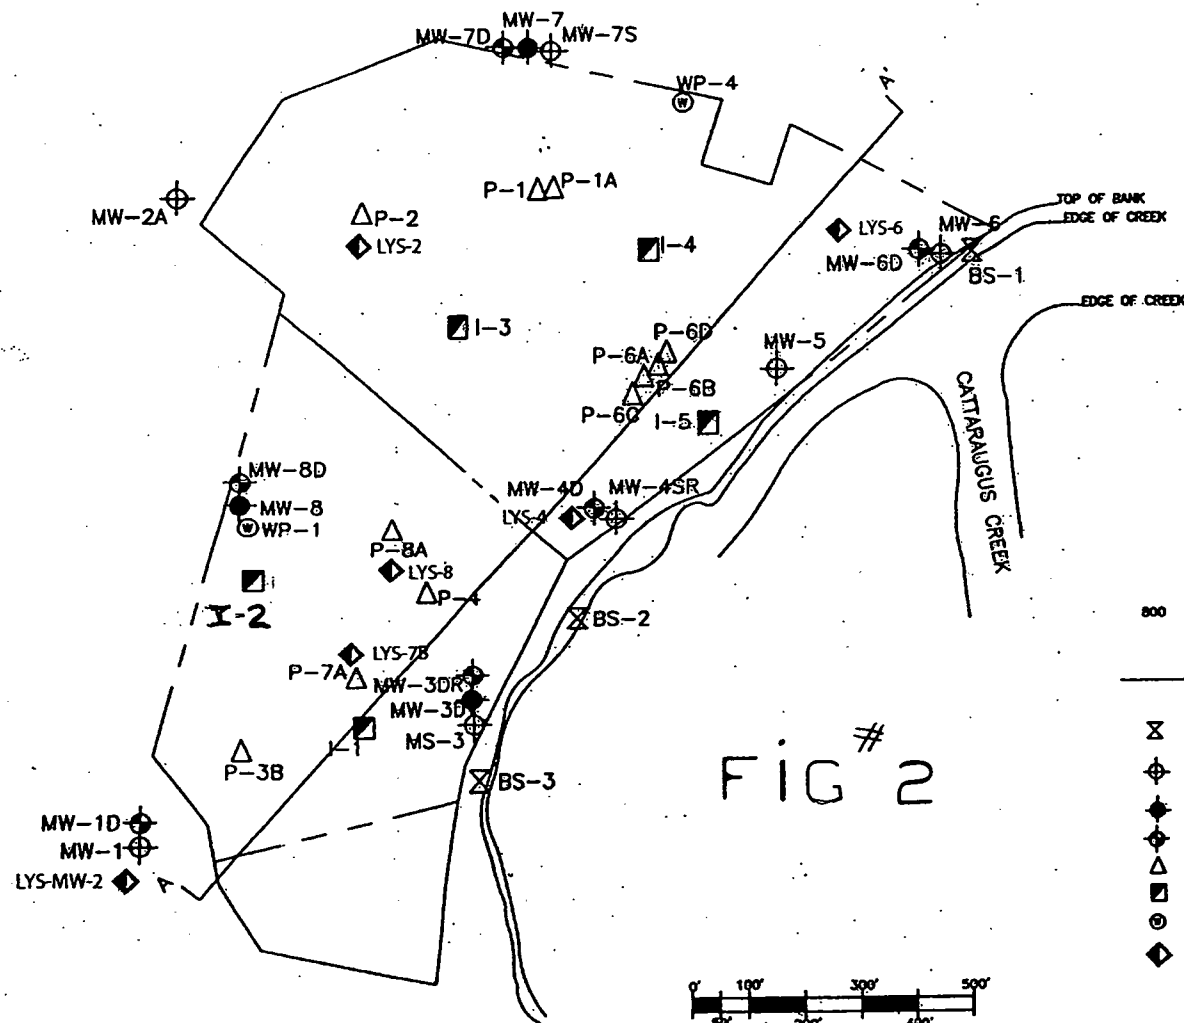 MW-7
MW-7D
MW-7S
WP-4
A'
P-1
P-1A
MW-2A
P-2
LYS-2
I-4
LYS-6
MW-6
MW-6D
BS-1
TOP OF BANK
EDGE OF CREEK
EDGE OF CREEK
I-3
P-6D
P-6A
P-6B
P-6C
MW-5
I-5
CATTARAUGUS CREEK
MW-8D
MW-8
WP-1
MW-4D
MW-4SR
LYS-4
P-8A
LYS-8
P-4
I-2
BS-2
800
LYS-7B
P-7A
MW-3DR
MW-3D
MS-3
I-1
P-3B
BS-3
FIG # 2
MW-1D
MW-1
LYS-MW-2
A
0' 100' 300' 500'
50' 200' 400'